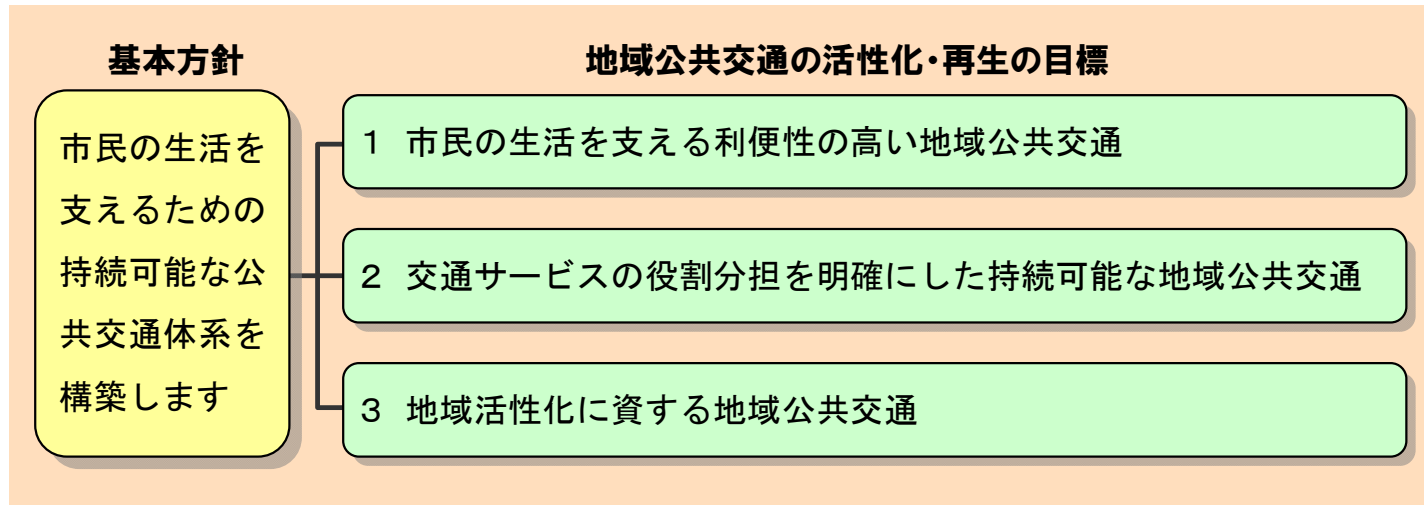 基本方針
地域公共交通の活性化・再生の目標
市民の生活を
支えるための
持続可能な公
共交通体系を
構築します
１　市民の生活を支える利便性の高い地域公共交通
２　交通サービスの役割分担を明確にした持続可能な地域公共交通
３　地域活性化に資する地域公共交通